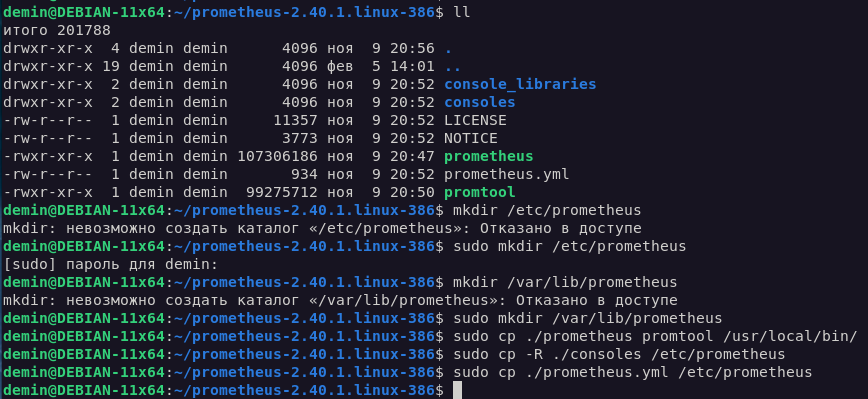 demin@DEBIAN-11x64:~/prometheus-2.40.1.linux-386$ ll
итого 201788
drwxr-xr-x  4 demin demin      4096 ноя  9 20:56 .
drwxr-xr-x 19 demin demin      4096 фев  5 14:01 ..
drwxr-xr-x  2 demin demin      4096 ноя  9 20:52 console_libraries
drwxr-xr-x  2 demin demin      4096 ноя  9 20:52 consoles
-rw-r--r--  1 demin demin     11357 ноя  9 20:52 LICENSE
-rw-r--r--  1 demin demin      3773 ноя  9 20:52 NOTICE
-rwxr-xr-x  1 demin demin 107306186 ноя  9 20:47 prometheus
-rw-r--r--  1 demin demin       934 ноя  9 20:52 prometheus.yml
-rwxr-xr-x  1 demin demin  99275712 ноя  9 20:50 promtool
demin@DEBIAN-11x64:~/prometheus-2.40.1.linux-386$ mkdir /etc/prometheus
mkdir: невозможно создать каталог «/etc/prometheus»: Отказано в доступе
demin@DEBIAN-11x64:~/prometheus-2.40.1.linux-386$ sudo mkdir /etc/prometheus
[sudo] пароль для demin:
demin@DEBIAN-11x64:~/prometheus-2.40.1.linux-386$ mkdir /var/lib/prometheus
mkdir: невозможно создать каталог «/var/lib/prometheus»: Отказано в доступе
demin@DEBIAN-11x64:~/prometheus-2.40.1.linux-386$ sudo mkdir /var/lib/prometheus
demin@DEBIAN-11x64:~/prometheus-2.40.1.linux-386$ sudo cp ./prometheus promtool /usr/local/bin/
demin@DEBIAN-11x64:~/prometheus-2.40.1.linux-386$ sudo cp -R ./consoles /etc/prometheus
demin@DEBIAN-11x64:~/prometheus-2.40.1.linux-386$ sudo cp ./prometheus.yml /etc/prometheus
demin@DEBIAN-11x64:~/prometheus-2.40.1.linux-386$